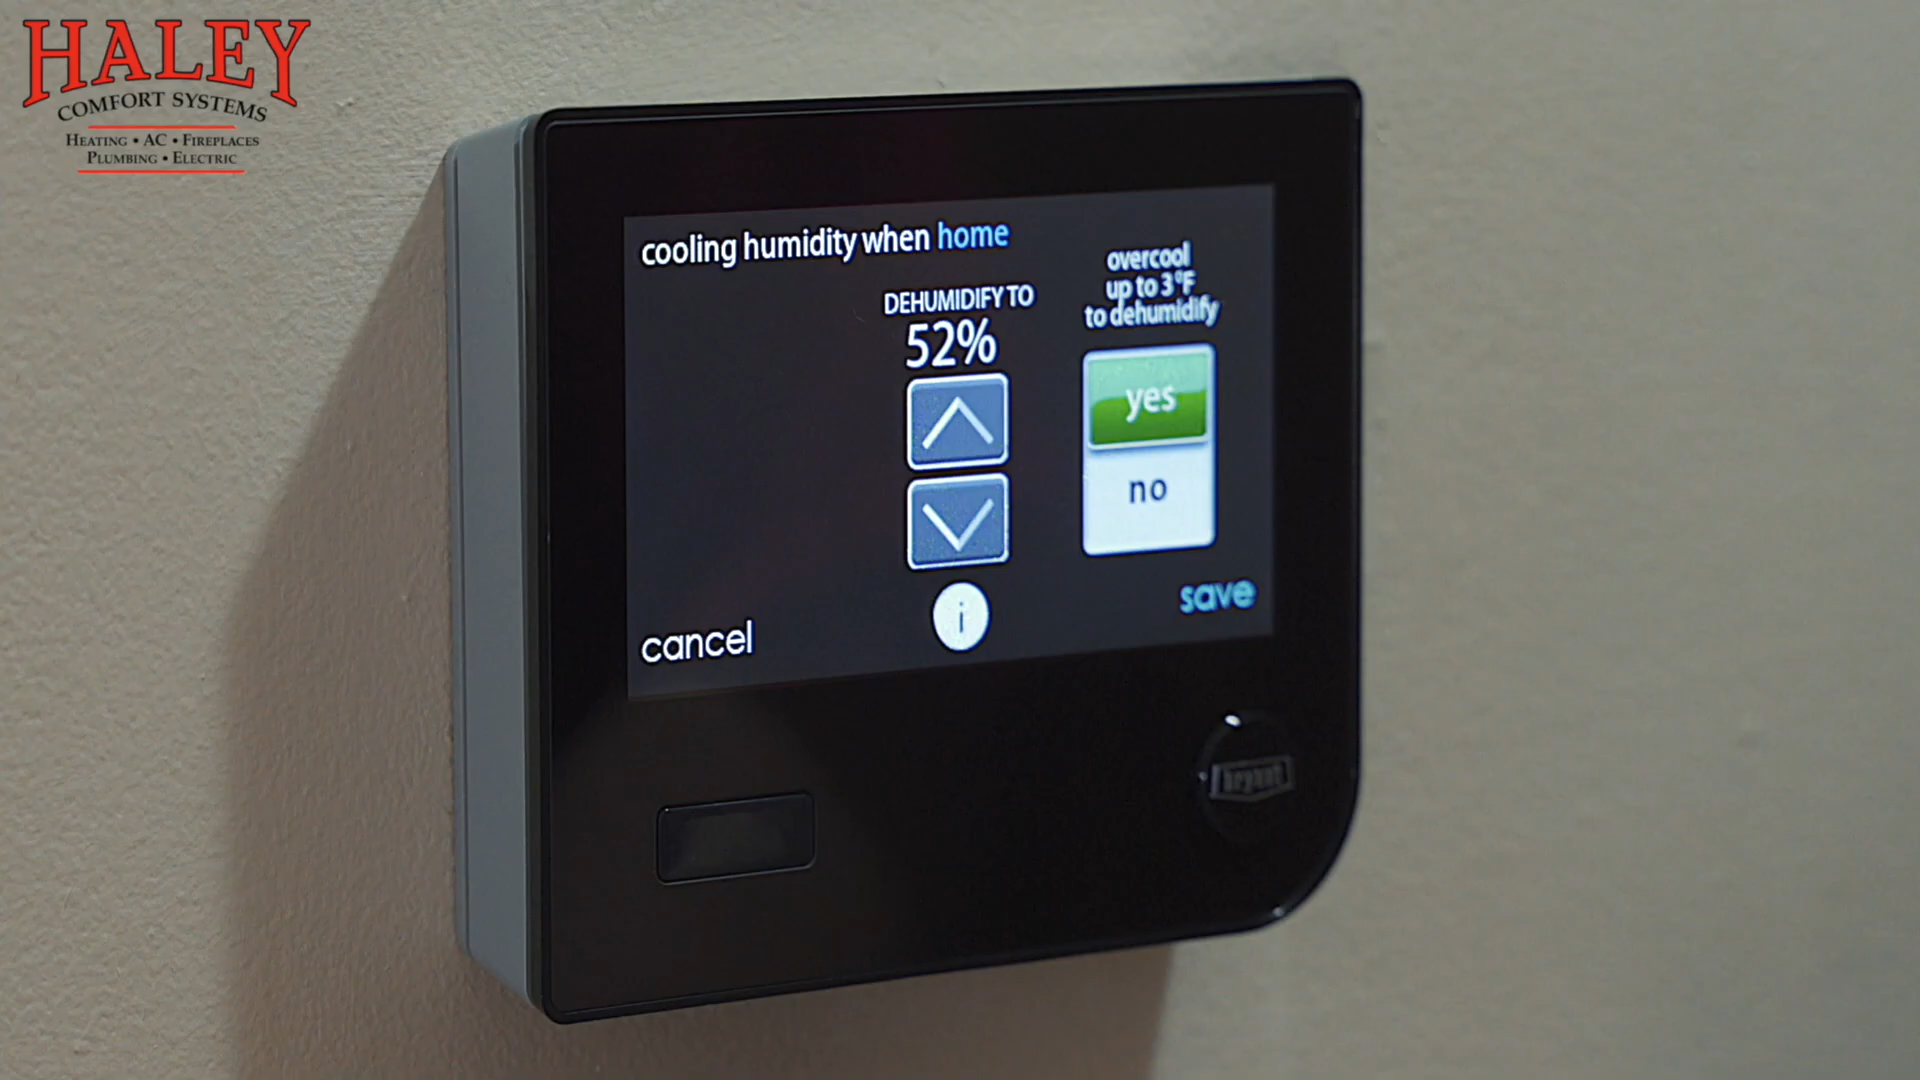 HALEY
COMFORT SYSTEMS
HEATING • AC • FIREPLACES
PLUMBING • ELECTRIC
cooling humidity when home
DEHUMIDIFY TO
52%
overcool
up to 3°F
to dehumidify
yes
no
i
save
cancel
bryant